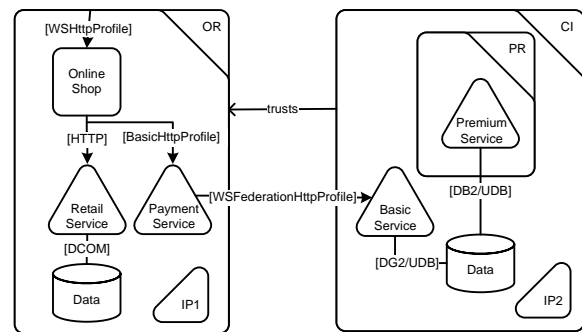 [WSHttpProfile]
OR
Online
Shop
[HTTP]
[BasicHttpProfile]
Retail
Service
Payment
Service
[DCOM]
Data
IP1
trusts
[WSFederationHttpProfile]
CI
PR
Premium
Service
[DB2/UDB]
Basic
Service
[DG2/UDB]
Data
IP2